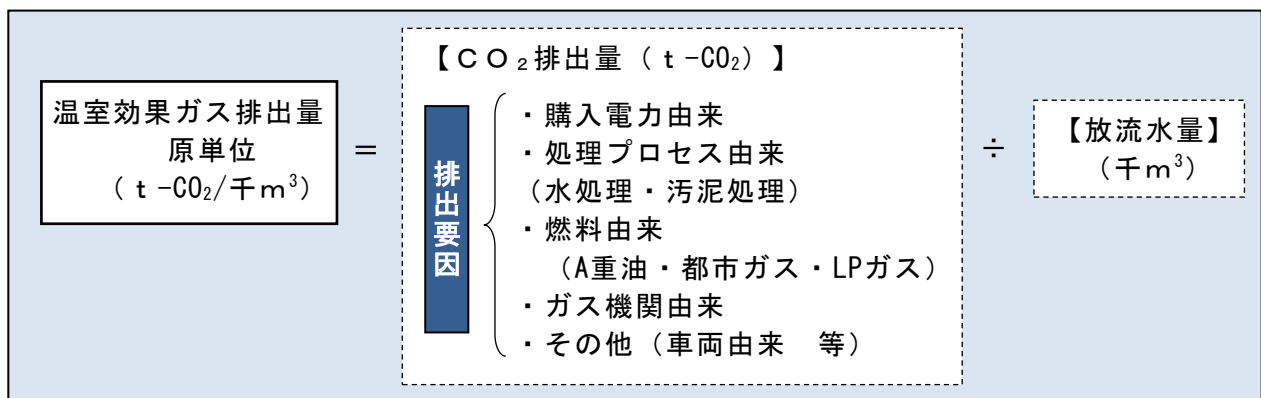 温室効果ガス排出量
原単位
(ｔ-CO₂/千ｍ³)
＝
【ＣＯ₂排出量(ｔ-CO₂)】
排出要因
・購入電力由来
・処理プロセス由来
(水処理・汚泥処理)
・燃料由来
(A重油・都市ガス・LPガス)
・ガス機関由来
・その他(車両由来　等)
÷
【放流水量】
(千ｍ³)